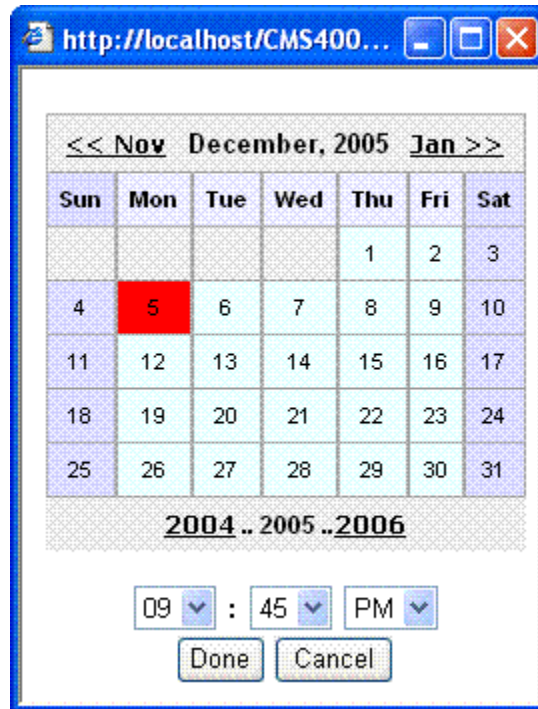 http://localhost/CMS400...
<< Nov December, 2005 Jan >>
Sun Mon Tue Wed Thu Fri Sat
1 2 3
4 5 6 7 8 9 10
11 12 13 14 15 16 17
18 19 20 21 22 23 24
25 26 27 28 29 30 31
2004 .. 2005 .. 2006
09 : 45 PM
Done Cancel